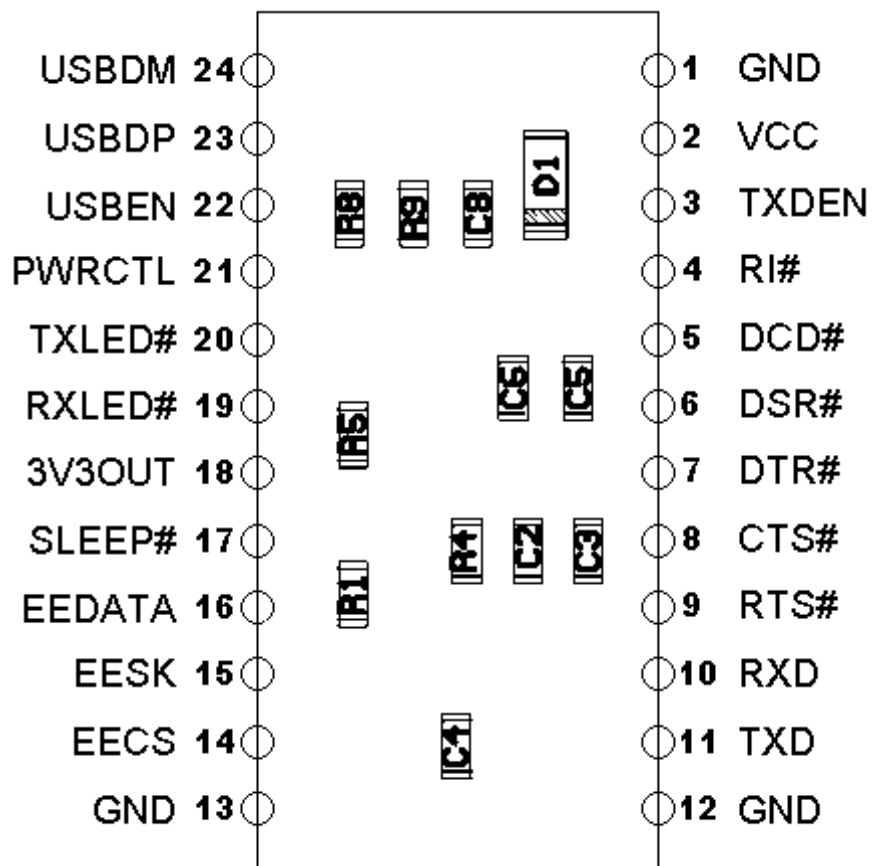 USBDM 24 1 GND
USBDP 23 2 VCC
D1
USBEN 22 R8 R9 C8 3 TXDEN
PWRCTL 21 4 RI#
TXLED# 20 5 DCD#
C6 C5
RXLED# 19 6 DSR#
R5
3V3OUT 18 7 DTR#
SLEEP# 17 R4 C2 C3 8 CTS#
R1
EEDATA 16 9 RTS#
EESK 15 10 RXD
EECS 14 C4 11 TXD
GND 13 12 GND